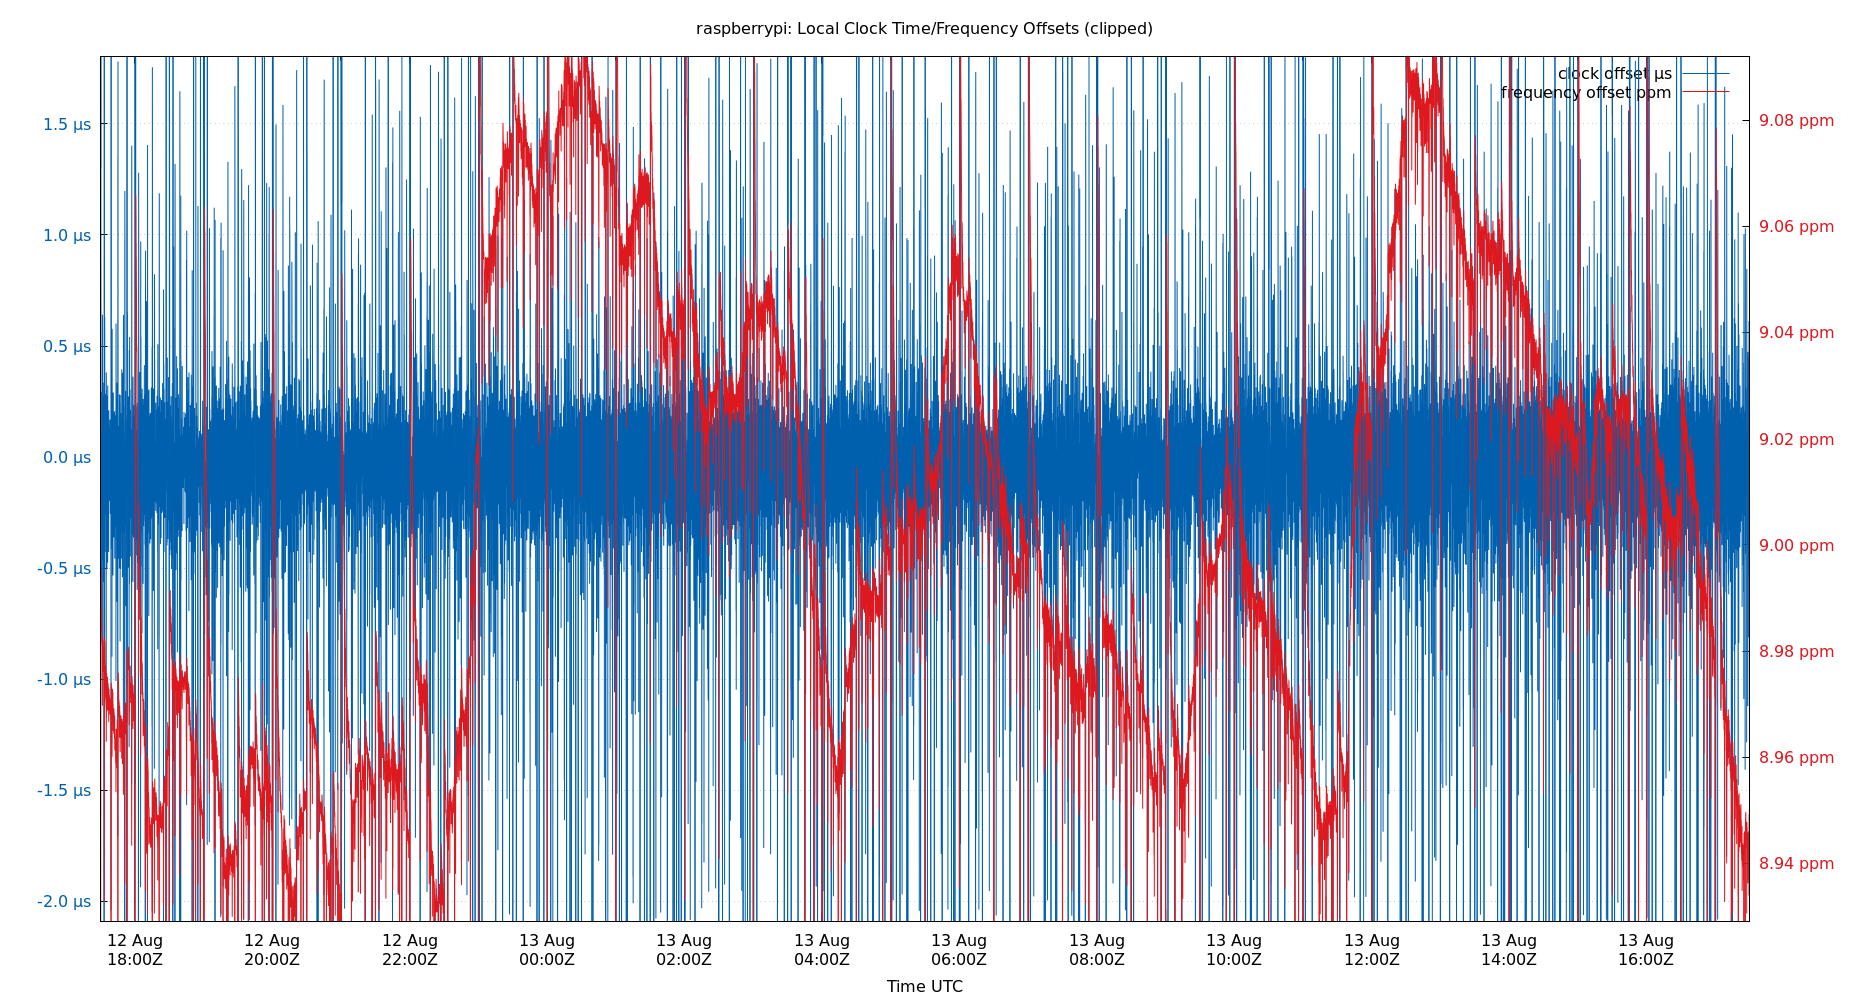 raspberrypi: Local Clock Time/Frequency Offsets (clipped)
clock offset µs
frequency offset ppm
1.5 µs
1.0 µs
0.5 µs
0.0 µs
-0.5 µs
-1.0 µs
-1.5 µs
-2.0 µs
9.08 ppm
9.06 ppm
9.04 ppm
9.02 ppm
9.00 ppm
8.98 ppm
8.96 ppm
8.94 ppm
12 Aug
18:00Z
12 Aug
20:00Z
12 Aug
22:00Z
13 Aug
00:00Z
13 Aug
02:00Z
13 Aug
04:00Z
13 Aug
06:00Z
13 Aug
08:00Z
13 Aug
10:00Z
13 Aug
12:00Z
13 Aug
14:00Z
13 Aug
16:00Z
Time UTC